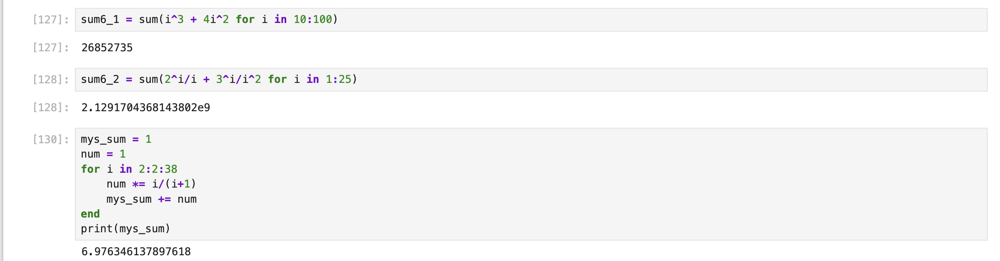 [127]: sum6_1 = sum(i^3 + 4i^2 for i in 10:100)
[127]: 26852735
[128]: sum6_2 = sum(2^i/i + 3^i/i^2 for i in 1:25)
[128]: 2.1291704368143802e9
[130]: mys_sum = 1
num = 1
for i in 2:2:38
    num *= i/(i+1)
    mys_sum += num
end
print(mys_sum)
6.976346137897618